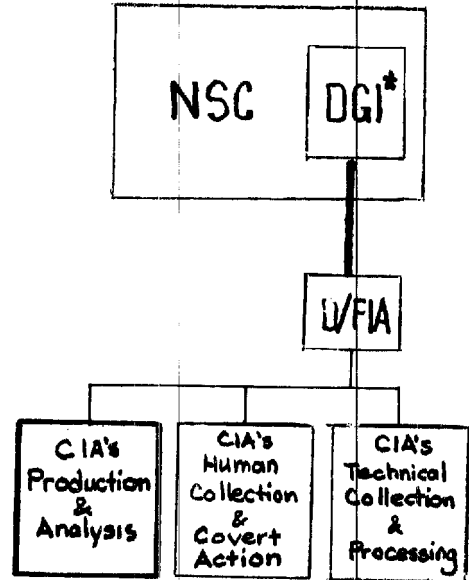 NSC
DGI*
D/FIA
CIA's
Production
&
Analysis
CIA's
Human
Collection
&
Covert
Action
CIA's
Technical
Collection
&
Processing